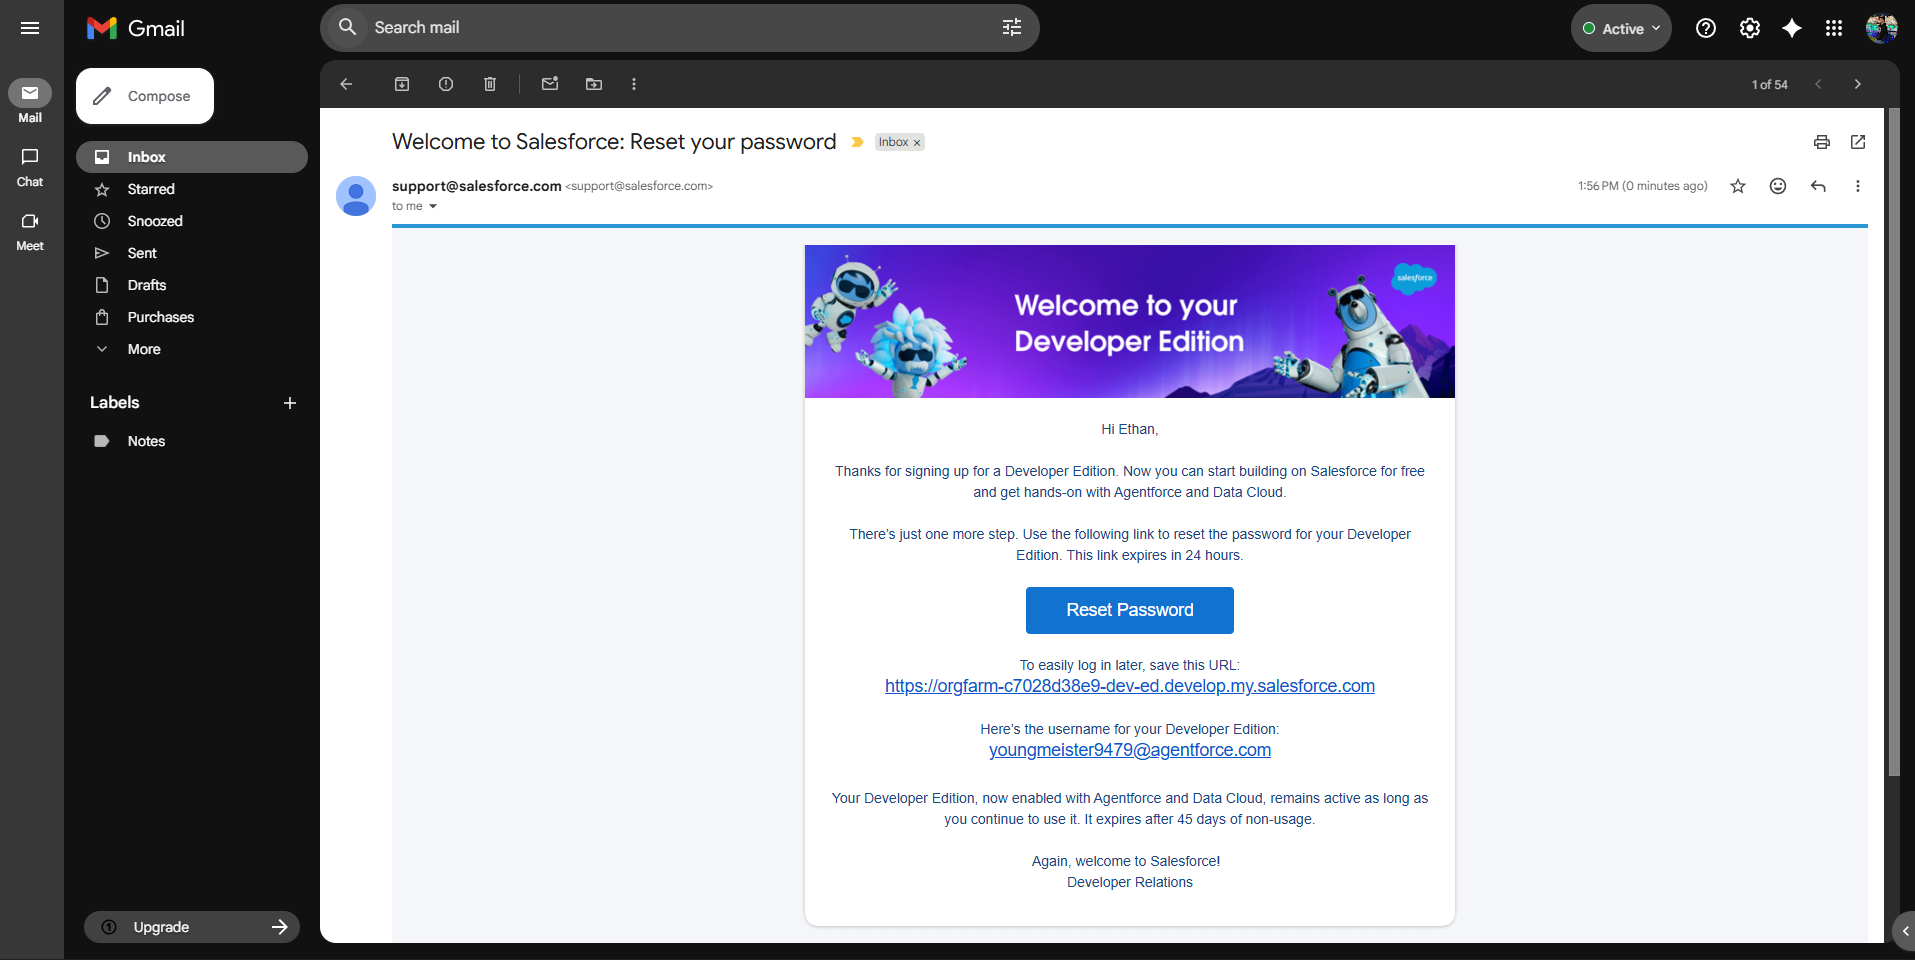 Gmail
Search mail
Active
Mail
Chat
Meet
Compose
Inbox
Starred
Snoozed
Sent
Drafts
Purchases
More
Labels
Notes
Upgrade
1 of 54
Welcome to Salesforce: Reset your password
Inbox ×
support@salesforce.com <support@salesforce.com>
1:56 PM (0 minutes ago)
to me
salesforce
Welcome to your
Developer Edition
Hi Ethan,
Thanks for signing up for a Developer Edition. Now you can start building on Salesforce for free
and get hands-on with Agentforce and Data Cloud.
There's just one more step. Use the following link to reset the password for your Developer
Edition. This link expires in 24 hours.
Reset Password
To easily log in later, save this URL:
https://orgfarm-c7028d38e9-dev-ed.develop.my.salesforce.com
Here's the username for your Developer Edition:
youngmeister9479@agentforce.com
Your Developer Edition, now enabled with Agentforce and Data Cloud, remains active as long as
you continue to use it. It expires after 45 days of non-usage.
Again, welcome to Salesforce!
Developer Relations